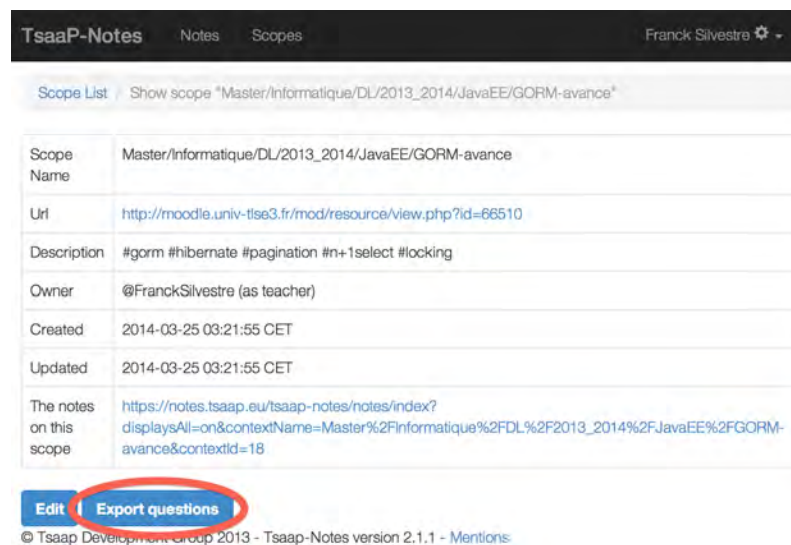 TsaaP-Notes Notes Scopes Franck Silvestre
Scope List / Show scope "Master/Informatique/DL/2013_2014/JavaEE/GORM-avance"
Scope Name Master/Informatique/DL/2013_2014/JavaEE/GORM-avance
Url http://moodle.univ-tlse3.fr/mod/resource/view.php?id=66510
Description #gorm #hibernate #pagination #n+1select #locking
Owner @FranckSilvestre (as teacher)
Created 2014-03-25 03:21:55 CET
Updated 2014-03-25 03:21:55 CET
The notes on this scope https://notes.tsaap.eu/tsaap-notes/notes/index?
displaysAll=on&contextName=Master%2FInformatique%2FDL%2F2013_2014%2FJavaEE%2FGORM-
avance&contextId=18
Edit Export questions
© Tsaap Development Group 2013 - Tsaap-Notes version 2.1.1 - Mentions